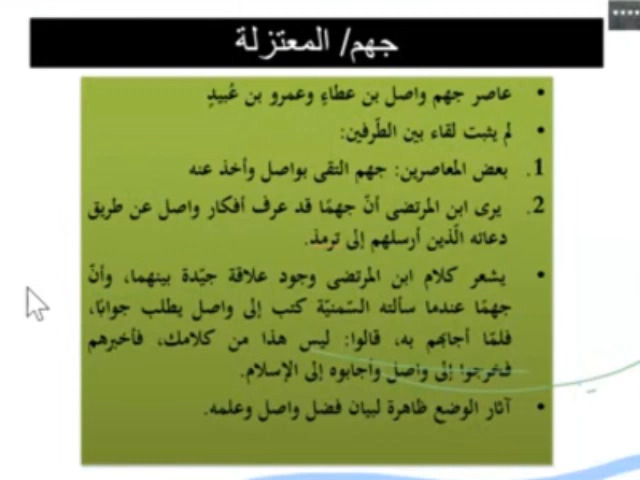 جهم/ المعتزلة
• عاصر جهم واصل بن عطاءٍ وعمرو بن عُبيدٍ
• لم يثبت لقاء بين الطّرفين:
1. بعض المعاصرين: جهم التقى بواصل وأخذ عنه
2. يرى ابن المرتضى أنّ جهمًا قد عرف أفكار واصل عن طريق
دعاته الّذين أرسلهم إلى ترمذ.
• يشعر كلام ابن المرتضى وجود علاقة جيّدة بينهما، وأنّ
جهمًا عندما سألته السّمنيّة كتب إلى واصل يطلب جوابًا،
فلمّا أجابهم به، قالوا: ليس هذا من كلامك، فأخبرهم
فخرجوا إلى واصل وأجابوه إلى الإسلام.
• آثار الوضع ظاهرة لبيان فضل واصل وعلمه.